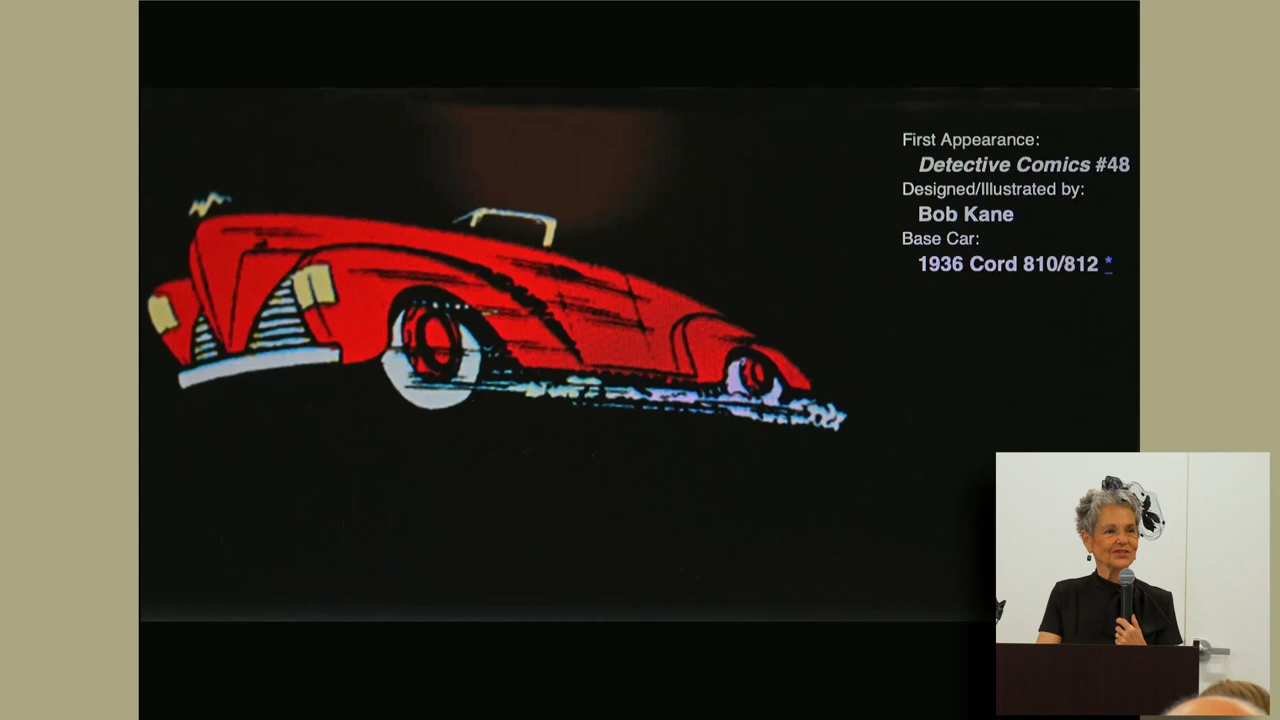 First Appearance:
Detective Comics #48
Designed/Illustrated by:
Bob Kane
Base Car:
1936 Cord 810/812 *